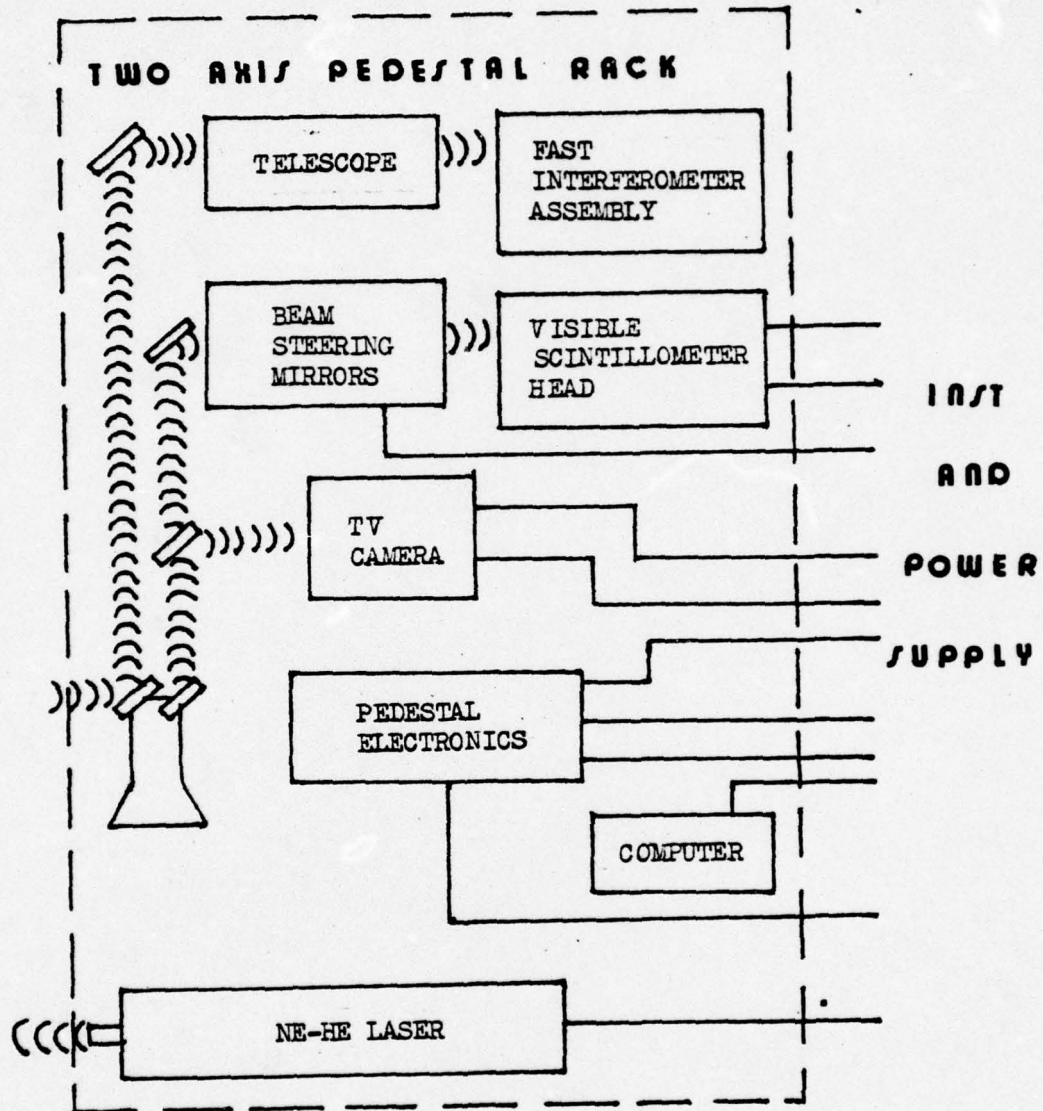 TWO AXIS PEDESTAL RACK
TELESCOPE
FAST
INTERFEROMETER
ASSEMBLY
BEAM
STEERING
MIRRORS
VISIBLE
SCINTILLOMETER
HEAD
INST
AND
POWER
SUPPLY
TV
CAMERA
PEDESTAL
ELECTRONICS
COMPUTER
NE-HE LASER